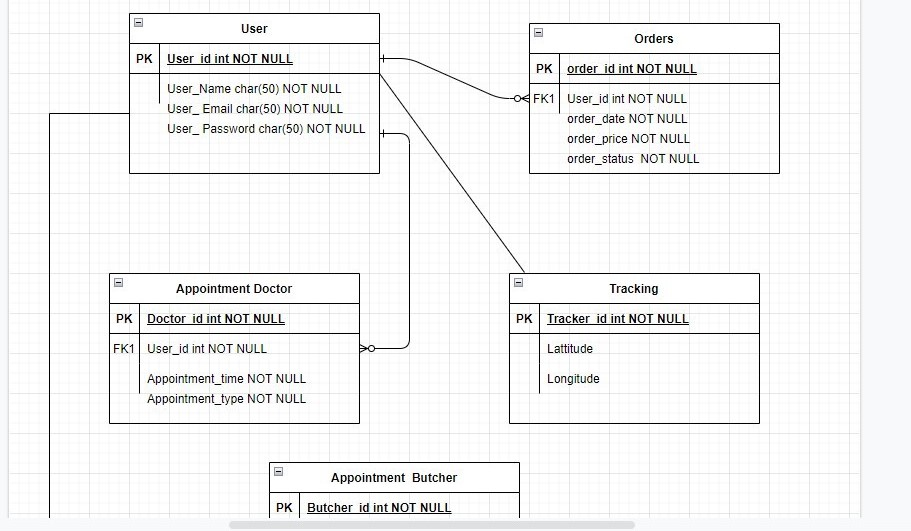 User
PK User_id int NOT NULL
User_Name char(50) NOT NULL
User_ Email char(50) NOT NULL
User_ Password char(50) NOT NULL
Orders
PK order_id int NOT NULL
FK1 User_id int NOT NULL
order_date NOT NULL
order_price NOT NULL
order_status NOT NULL
Appointment Doctor
PK Doctor_id int NOT NULL
FK1 User_id int NOT NULL
Appointment_time NOT NULL
Appointment_type NOT NULL
Tracking
PK Tracker_id int NOT NULL
Lattitude
Longitude
Appointment Butcher
PK Butcher_id int NOT NULL